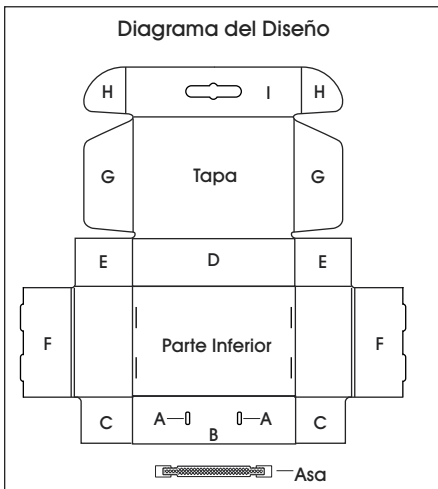 Diagrama del Diseño
H I H
G Tapa G
E D E
F Parte Inferior F
C A A C
B
Asa